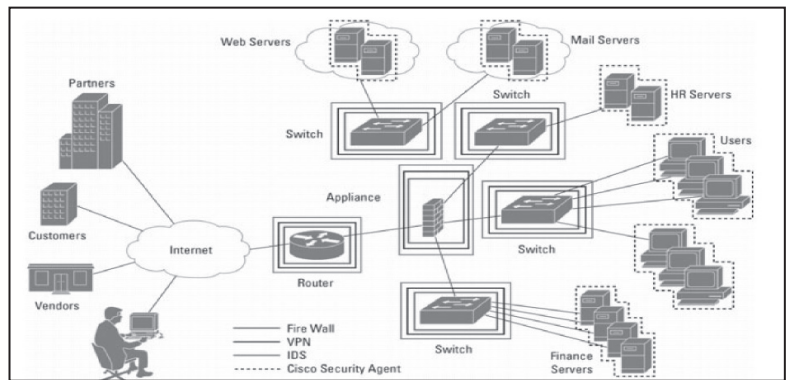 Web Servers
Mail Servers
Partners
Switch
HR Servers
Switch
Users
Appliance
Customers
Internet
Switch
Router
Vendors
Fire Wall
VPN
IDS
Cisco Security Agent
Switch
Finance
Servers